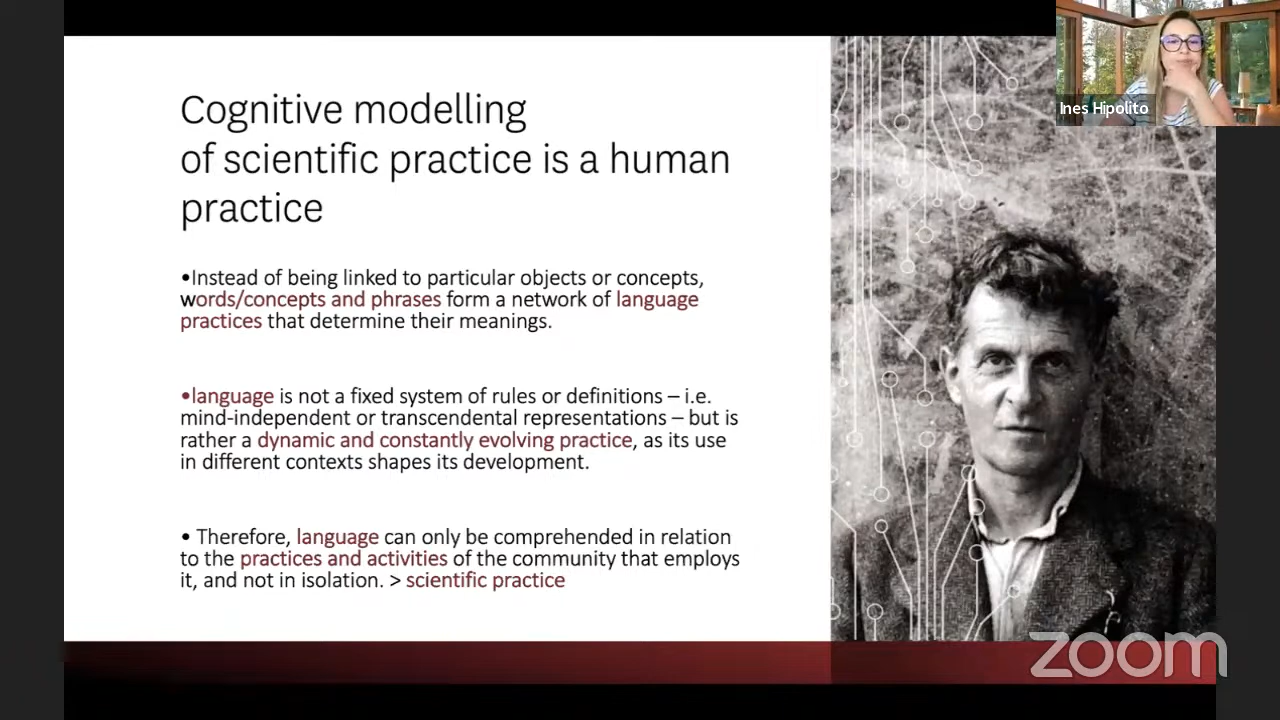 Cognitive modelling
of scientific practice is a human
practice
•Instead of being linked to particular objects or concepts,
words/concepts and phrases form a network of language
practices that determine their meanings.
•language is not a fixed system of rules or definitions – i.e.
mind-independent or transcendental representations – but is
rather a dynamic and constantly evolving practice, as its use
in different contexts shapes its development.
• Therefore, language can only be comprehended in relation
to the practices and activities of the community that employs
it, and not in isolation. > scientific practice
Ines Hipolito
zoom